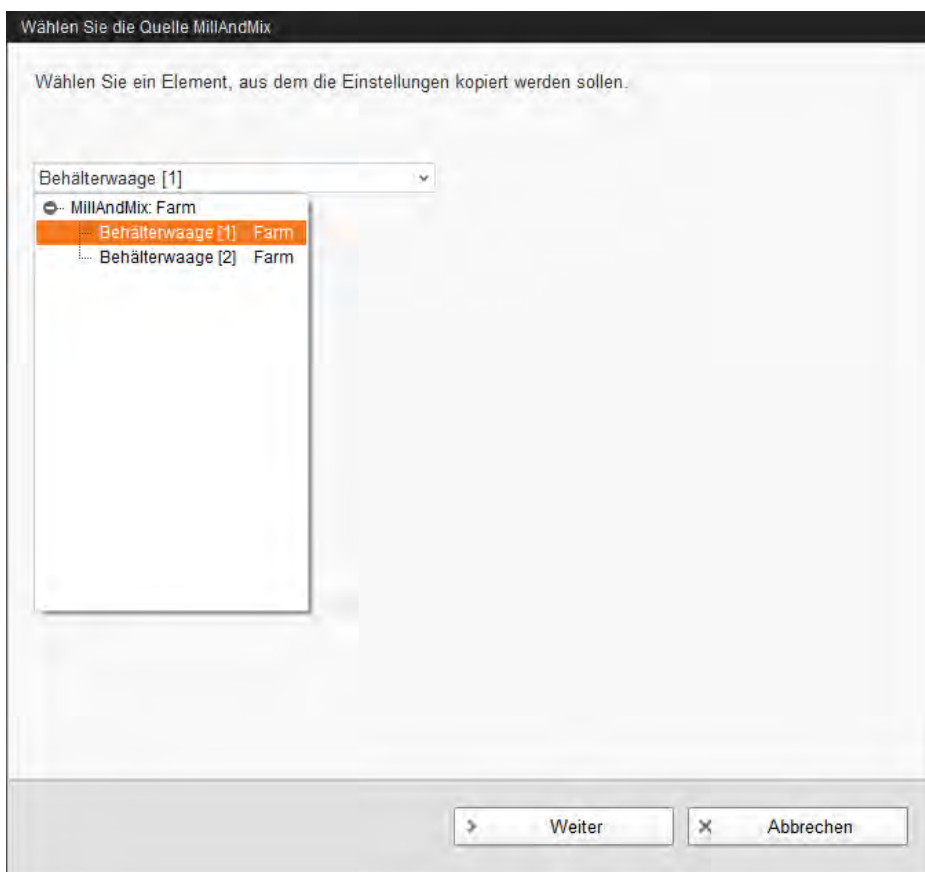 Wählen Sie die Quelle MillAndMix
Wählen Sie ein Element, aus dem die Einstellungen kopiert werden sollen.
Behälterwaage [1]
MillAndMix: Farm
Behälterwaage [1] Farm
Behälterwaage [2] Farm
Weiter
Abbrechen